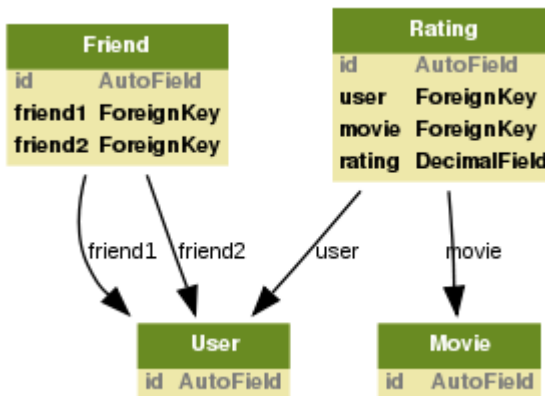 Friend
id AutoField
friend1 ForeignKey
friend2 ForeignKey
Rating
id AutoField
user ForeignKey
movie ForeignKey
rating DecimalField
friend1
friend2
user
movie
User
id AutoField
Movie
id AutoField